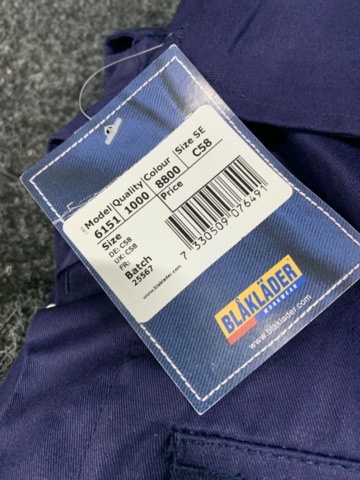 Model|Quality|Colour |Size SE
6151 1000 8800 C58
Size Price
DE: C58
UK: C58
FR:
Batch
25567
www.blaklader.com
7 330509 076491
BLÅKLÄDER
WORKWEAR
www.blaklader.com